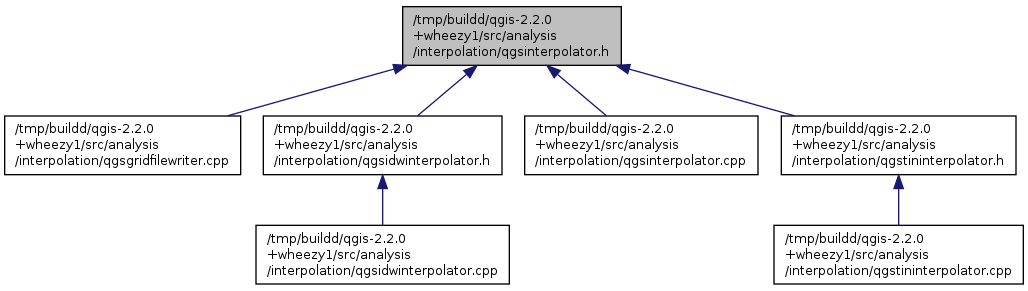 /tmp/buildd/qgis-2.2.0
+wheezy1/src/analysis
/interpolation/qgsinterpolator.h
/tmp/buildd/qgis-2.2.0
+wheezy1/src/analysis
/interpolation/qgsgridfilewriter.cpp
/tmp/buildd/qgis-2.2.0
+wheezy1/src/analysis
/interpolation/qgsidwinterpolator.h
/tmp/buildd/qgis-2.2.0
+wheezy1/src/analysis
/interpolation/qgsinterpolator.cpp
/tmp/buildd/qgis-2.2.0
+wheezy1/src/analysis
/interpolation/qgstininterpolator.h
/tmp/buildd/qgis-2.2.0
+wheezy1/src/analysis
/interpolation/qgsidwinterpolator.cpp
/tmp/buildd/qgis-2.2.0
+wheezy1/src/analysis
/interpolation/qgstininterpolator.cpp